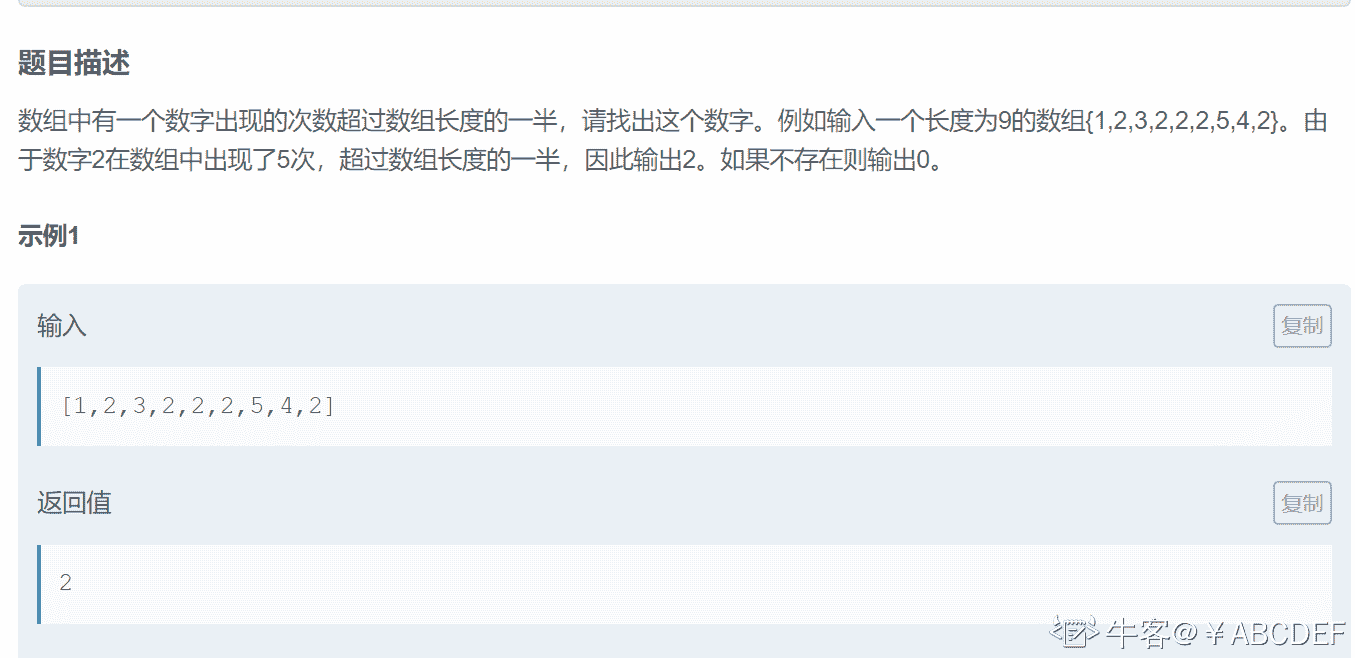 题目描述
数组中有一个数字出现的次数超过数组长度的一半，请找出这个数字。例如输入一个长度为9的数组{1,2,3,2,2,2,5,4,2}。由
于数字2在数组中出现了5次，超过数组长度的一半，因此输出2。如果不存在则输出0。
示例1
输入
复制
[1,2,3,2,2,2,5,4,2]
返回值
复制
2
牛客@￥ABCDEF